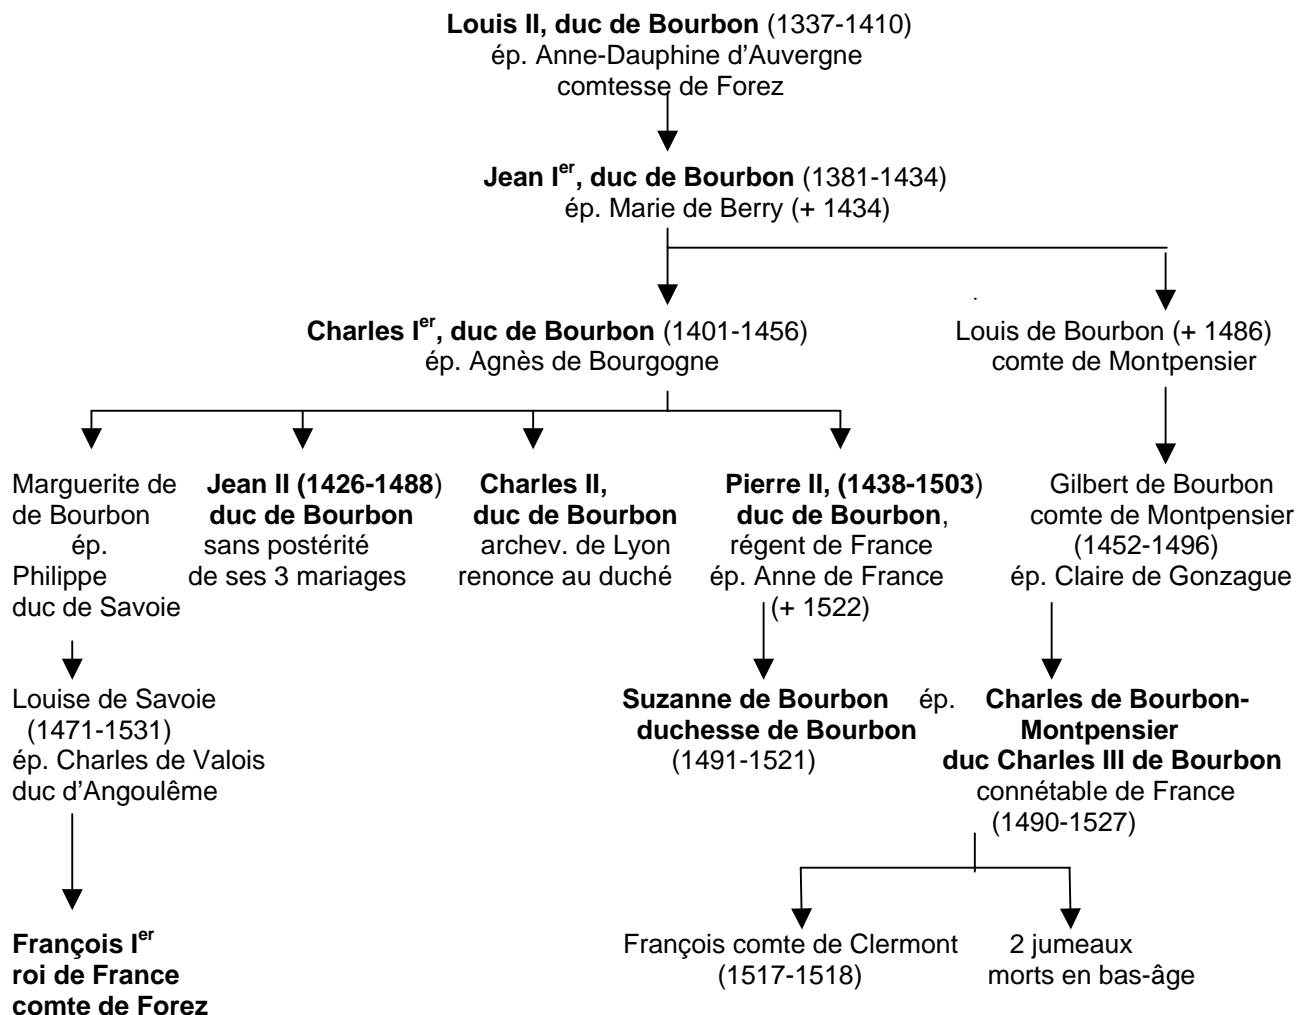 Louis II, duc de Bourbon (1337-1410)
ép. Anne-Dauphine d'Auvergne
comtesse de Forez
Jean Ier, duc de Bourbon (1381-1434)
ép. Marie de Berry (+ 1434)
Charles Ier, duc de Bourbon (1401-1456)
ép. Agnès de Bourgogne
Louis de Bourbon (+ 1486)
comte de Montpensier
Marguerite de
de Bourbon
ép.
Philippe
duc de Savoie
Jean II (1426-1488)
duc de Bourbon
sans postérité
de ses 3 mariages
Charles II,
duc de Bourbon
archev. de Lyon
renonce au duché
Pierre II, (1438-1503)
duc de Bourbon,
régent de France
ép. Anne de France
(+ 1522)
Gilbert de Bourbon
comte de Montpensier
(1452-1496)
ép. Claire de Gonzague
Louise de Savoie
(1471-1531)
ép. Charles de Valois
duc d'Angoulême
Suzanne de Bourbon
duchesse de Bourbon
(1491-1521)
ép.
Charles de Bourbon-
Montpensier
duc Charles III de Bourbon
connétable de France
(1490-1527)
François Ier
roi de France
comte de Forez
François comte de Clermont
(1517-1518)
2 jumeaux
morts en bas-âge